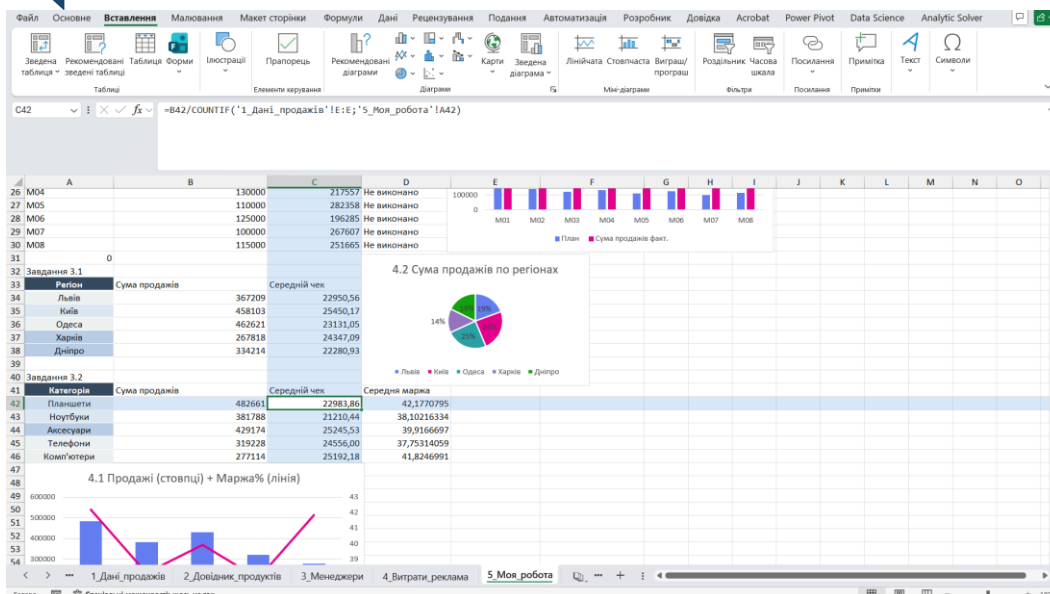 Файл Основне Вставлення Малювання Макет сторінки Формули Дані Рецензування Подання Автоматизація Розробник Довідка Acrobat Power Pivot Data Science Analytic Solver
Зведена таблиця Рекомендовані зведені таблиці Таблиця Форми Ілюстрації Прапорець Рекомендовані діаграми Карти Зведена діаграма Лінійчата Стовпчаста Виграш/програш Роздільник Часова шкала Посилання Примітка Текст Символи
Таблиці Елементи керування Діаграми Міні-діаграми Фільтри Посилання Примітки
C42 fx =B42/COUNTIF('1_Дані_продажів'!E:E;'5_Моя_робота'!A42)
A B C D E F G H I J K L M N O
26 M04 130000 217557 Не виконано
27 M05 110000 282358 Не виконано
28 M06 125000 196285 Не виконано
29 M07 100000 267607 Не виконано
30 M08 115000 251665 Не виконано
100000
0
M01 M02 M03 M04 M05 M06 M07 M08
План Сума продажів факт.
31 0
32 Завдання 3.1
33 Регіон Сума продажів Середній чек
34 Львів 367209 22950,56
35 Київ 458103 25450,17
36 Одеса 462621 23131,05
37 Харків 267818 24347,09
38 Дніпро 334214 22280,93
4.2 Сума продажів по регіонах
19%
25%
14%
Львів Київ Одеса Харків Дніпро
39
40 Завдання 3.2
41 Категорія Сума продажів Середній чек Середня маржа
42 Планшети 482661 22983,86 42,1770795
43 Ноутбуки 381788 21210,44 38,10216334
44 Аксесуари 429174 25245,53 39,9166697
45 Телефони 319228 24556,00 37,75314059
46 Комп'ютери 277114 25192,18 41,8246991
47
48
49
50
51
52
53
54
4.1 Продажі (стовпці) + Маржа% (лінія)
600000 43
500000 42
41
400000 40
300000 39
1_Дані_продажів 2_Довідник_продуктів 3_Менеджери 4_Витрати_реклама 5_Моя_робота